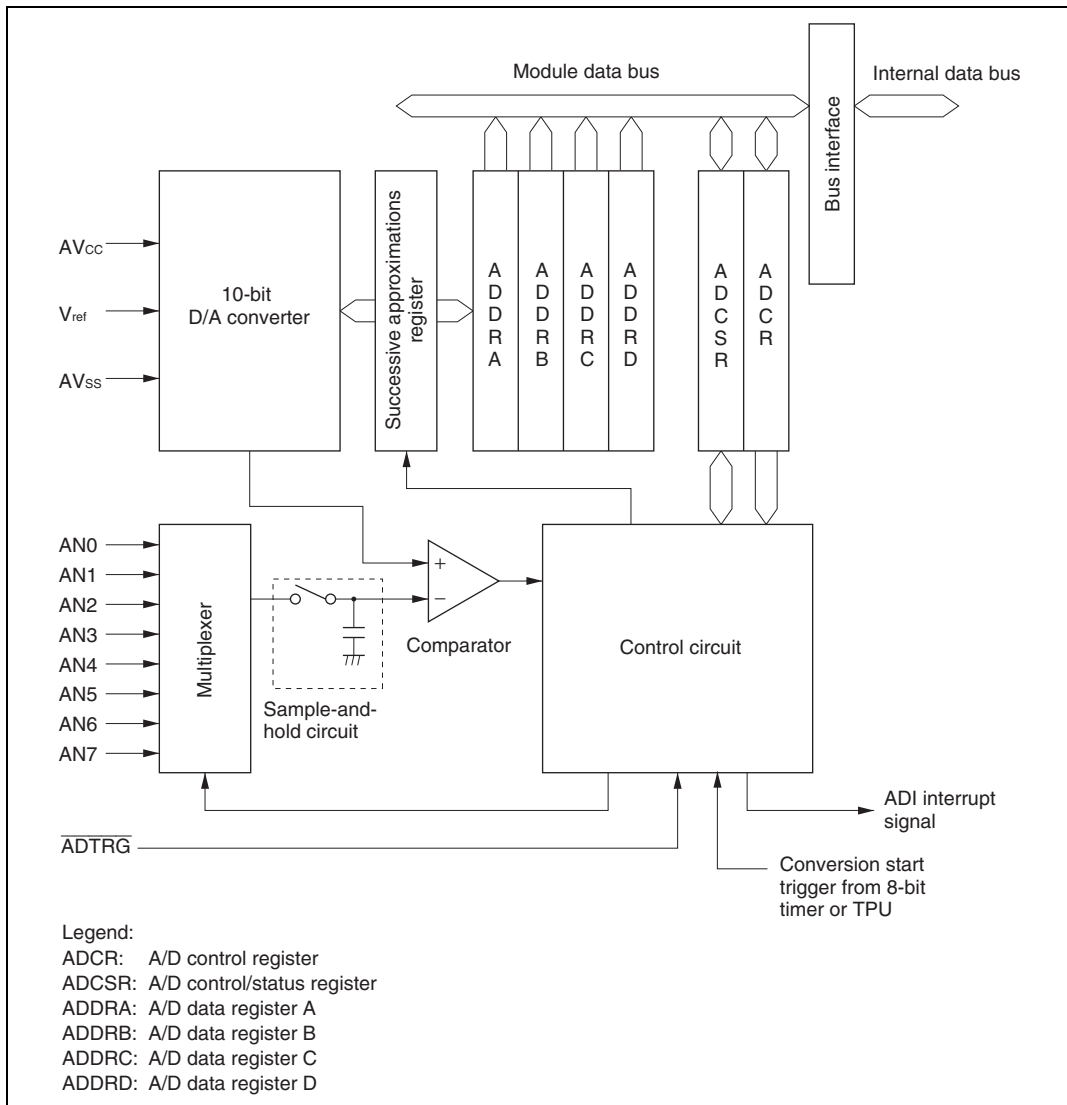 Module data bus
Internal data bus
Bus interface
AVCC
Vref
AVSS
10-bit
D/A converter
Successive approximations
register
ADDRA
ADDRB
ADDRC
ADDRD
ADCSR
ADCR
AN0
AN1
AN2
AN3
AN4
AN5
AN6
AN7
Multiplexer
Sample-and-
hold circuit
+
−
Comparator
Control circuit
ADTRG
ADI interrupt
signal
Conversion start
trigger from 8-bit
timer or TPU
Legend:
ADCR: A/D control register
ADCSR: A/D control/status register
ADDRA: A/D data register A
ADDRB: A/D data register B
ADDRC: A/D data register C
ADDRD: A/D data register D